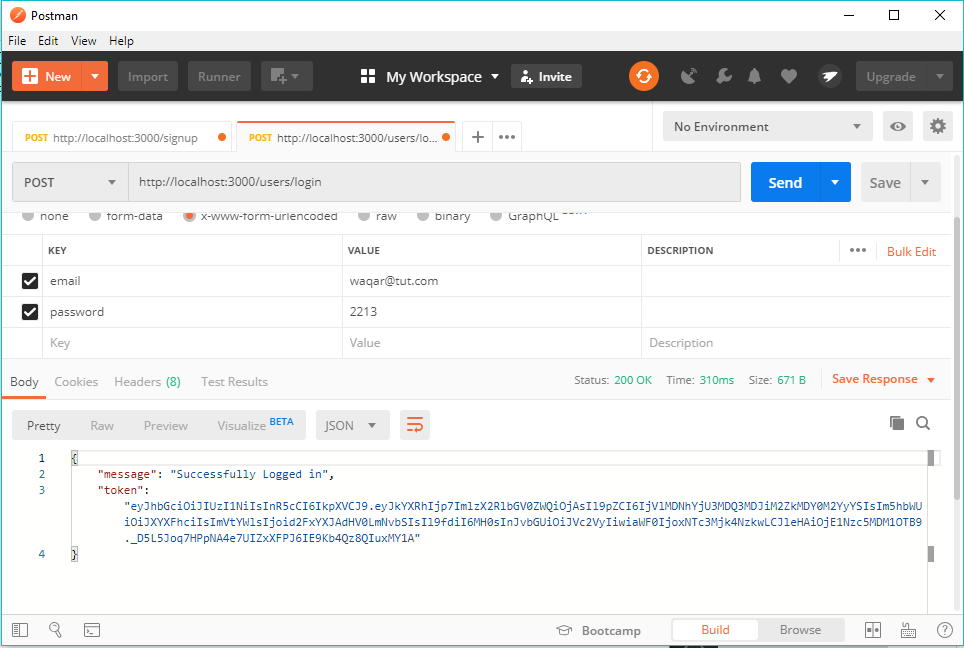 Postman
File Edit View Help
New Import Runner My Workspace Invite Upgrade
POST http://localhost:3000/signup POST http://localhost:3000/users/lo... No Environment
POST http://localhost:3000/users/login Send Save
none form-data x-www-form-urlencoded raw binary GraphQL
KEY VALUE DESCRIPTION Bulk Edit
email waqar@tut.com
password 2213
Key Value Description
Body Cookies Headers (8) Test Results Status: 200 OK Time: 310ms Size: 671 B Save Response
Pretty Raw Preview Visualize BETA JSON
1 {
2 "message": "Successfully Logged in",
3 "token":
"eyJhbGciOiJIUzI1NiIsInR5cCI6IkpXVCJ9.eyJkYXRhIjp7ImlzX2RlbGV0ZWQiOjAsIl9pZCI6IjVlMDNhYjU3MDQ3MDJiM2ZkMDY0M2YyYSIsIm5hbWU
iOiJXYXFhciIsImVtYWlsIjoid2FxYXJAdHV0LmNvbSIsIl9fdiI6MH0sInJvbGUiOiJVc2VyIiwiaWF0IjoxNTc3Mjk4NzkwLCJleHAiOjE1Nzc5MDM1OTB9
._D5L5Joq7HPpNA4e7UIZxXFPJ6IE9Kb4Qz8QIuxMY1A"
4 }
Bootcamp Build Browse